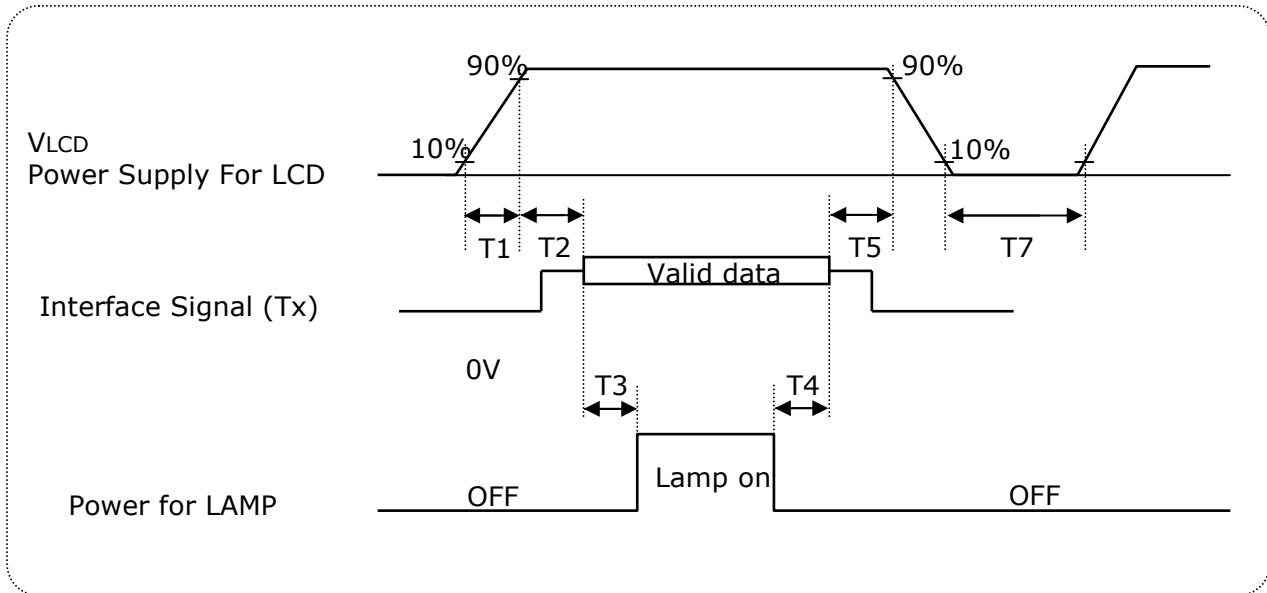 90%
90%
VLCD
10%
10%
Power Supply For LCD
T1
T2
T5
T7
Valid data
Interface Signal (Tx)
0V
T3
T4
Lamp on
Power for LAMP
OFF
OFF